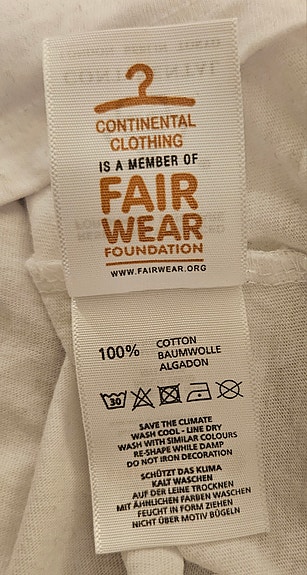 CONTINENTAL
CLOTHING
IS A MEMBER OF
FAIR
WEAR
FOUNDATION
WWW.FAIRWEAR.ORG
100% COTTON
BAUMWOLLE
ALGADON
30
SAVE THE CLIMATE
WASH COOL - LINE DRY
WASH WITH SIMILAR COLOURS
RE-SHAPE WHILE DAMP
DO NOT IRON DECORATION
SCHÜTZT DAS KLIMA
KALT WASCHEN
AUF DER LEINE TROCKNEN
MIT ÄHNLICHEN FARBEN WASCHEN
FEUCHT IN FORM ZIEHEN
NICHT ÜBER MOTIV BÜGELN